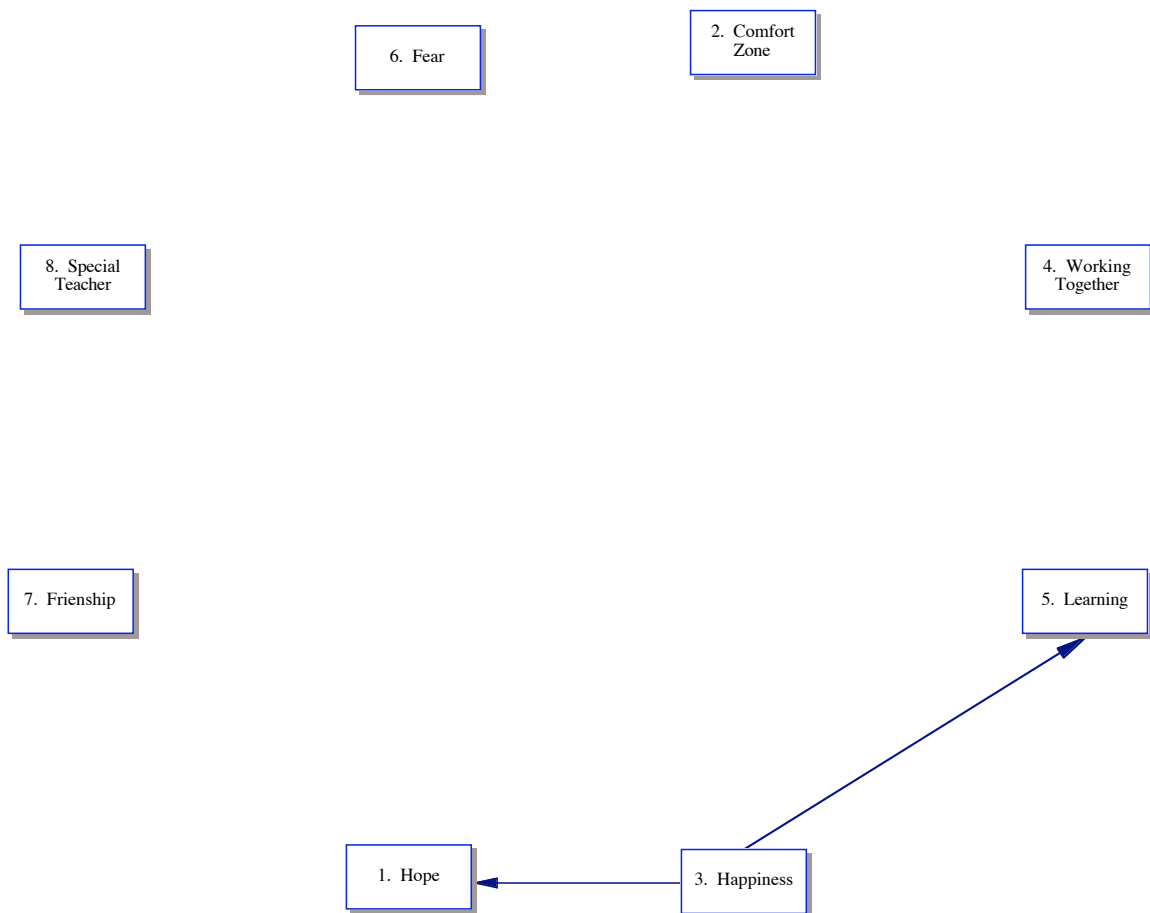 6. Fear
2. Comfort
Zone
8. Special
Teacher
4. Working
Together
7. Frienship
5. Learning
1. Hope
3. Happiness